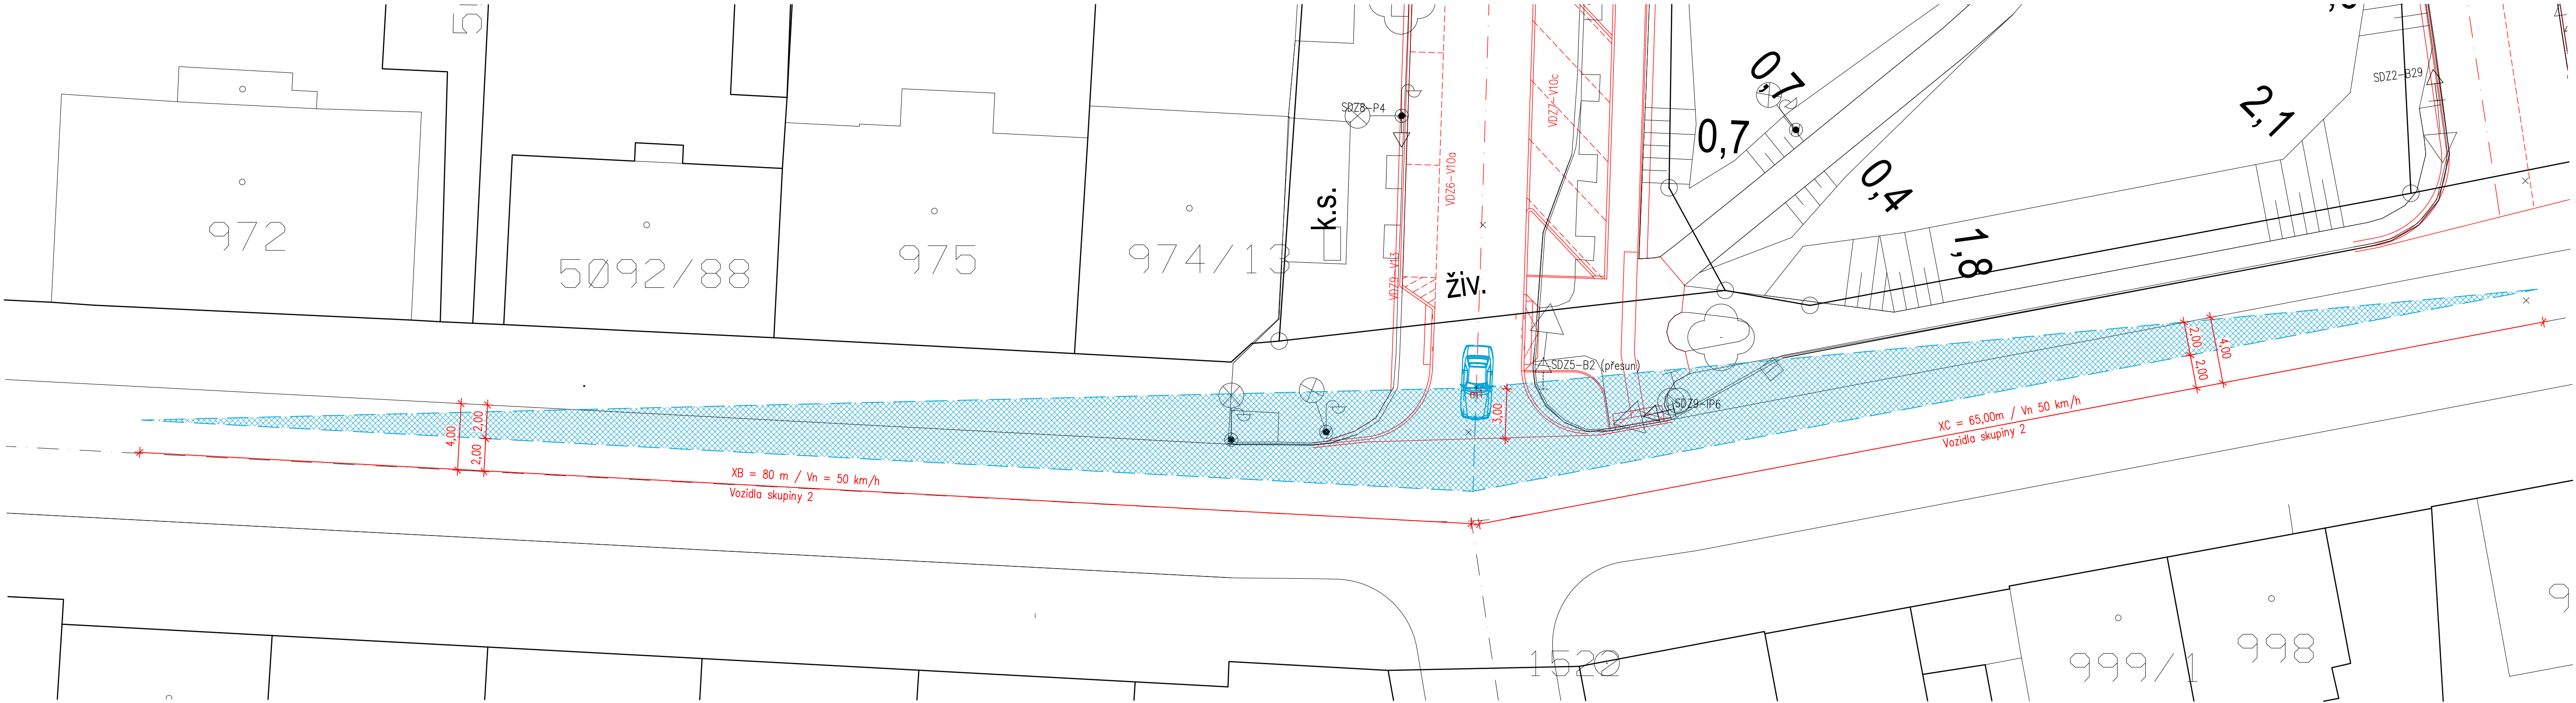 SDZ2-B29
0,7
SDZ8-P4
2,1
VDZ7-V10c
0,7
VDZ6-V10a
0,4
k.s.
972
5092/88
975
974/13
1,8
VDZ9-V13
živ.
2,00
4,00
2,00
SDZ5-B2 (přesun)
SDZ9-IP6
3,00
4,00
2,00
2,00
XC = 65,00m / Vn 50 km/h
Vozidla skupiny 2
XB = 80 m / Vn = 50 km/h
Vozidla skupiny 2
1522
999/1
998